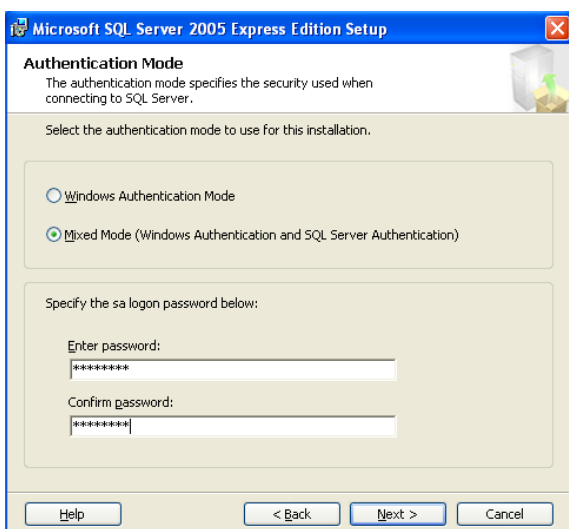 Microsoft SQL Server 2005 Express Edition Setup
Authentication Mode
The authentication mode specifies the security used when
connecting to SQL Server.
Select the authentication mode to use for this installation.
Windows Authentication Mode
Mixed Mode (Windows Authentication and SQL Server Authentication)
Specify the sa logon password below:
Enter password:
********
Confirm password:
********
Help
< Back
Next >
Cancel